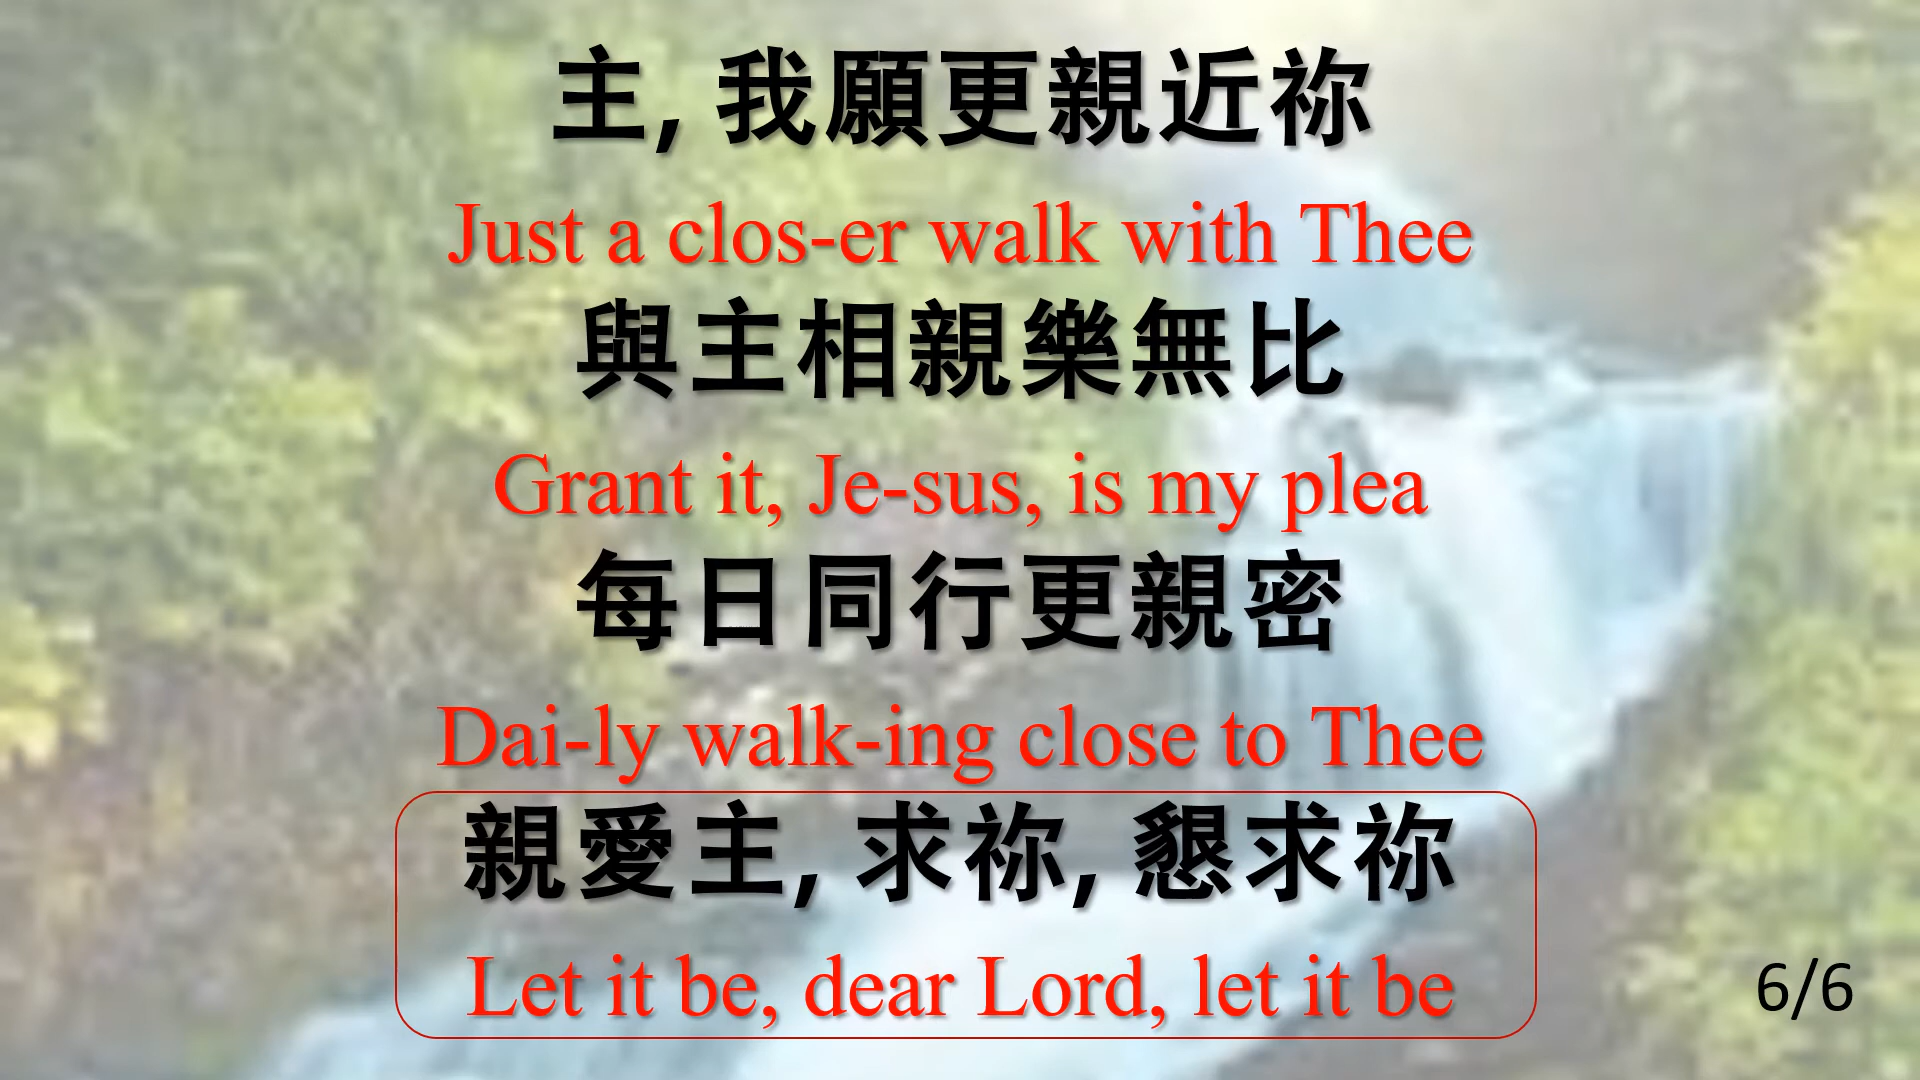 主, 我願更親近祢
Just a clos-er walk with Thee
與主相親樂無比
Grant it, Je-sus, is my plea
每日同行更親密
Dai-ly walk-ing close to Thee
親愛主, 求祢, 懇求祢
Let it be, dear Lord, let it be
6/6